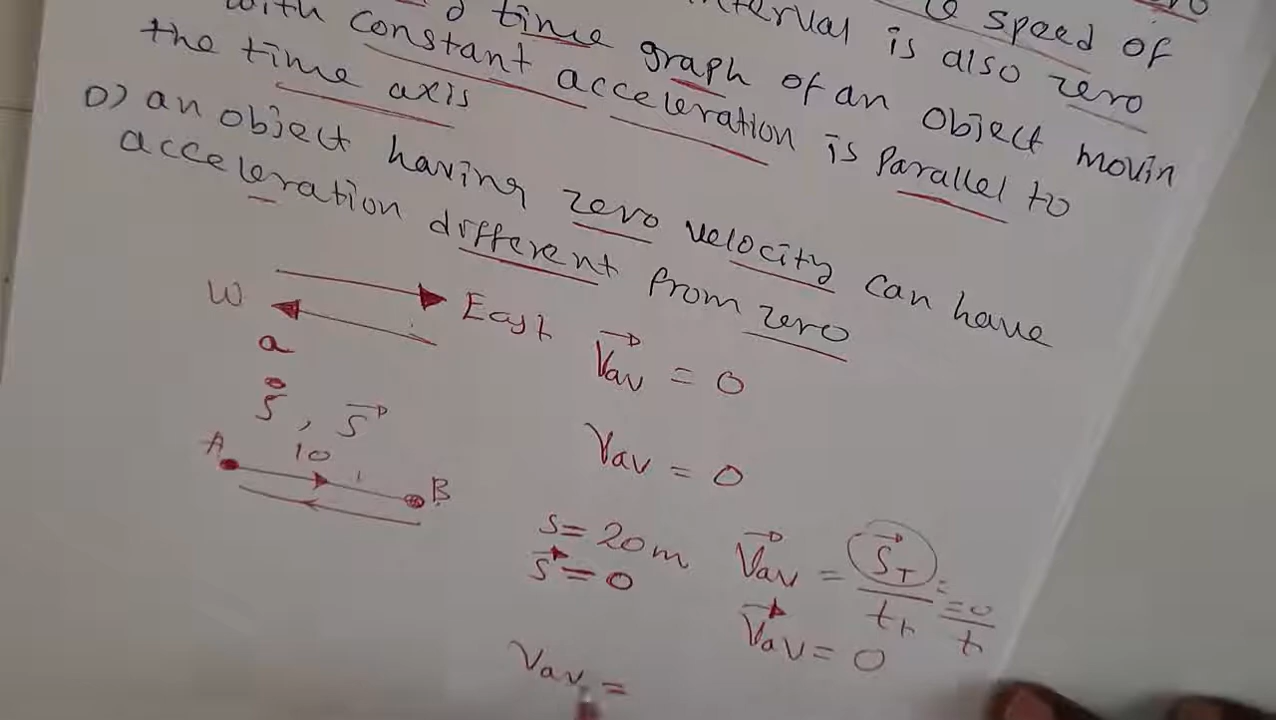 speed of
interval is also zero
with constant acceleration is parallel to
time graph of an object movin
the time axis
D) an object having zero velocity can have
acceleration different from zero
W
East
a
V⃗av = 0
s , s⃗
Vav = 0
A 10 B
s = 20m
s⃗ = 0
V⃗av = S⃗T / tT = 0 / t
V⃗av = 0
Vav =